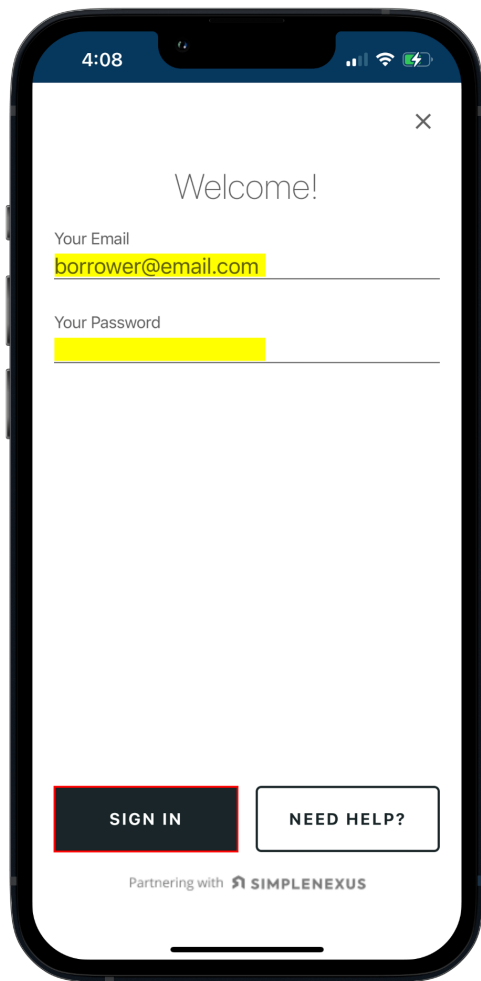 4:08
Welcome!
Your Email
borrower@email.com
Your Password
SIGN IN
NEED HELP?
Partnering with SIMPLENEXUS